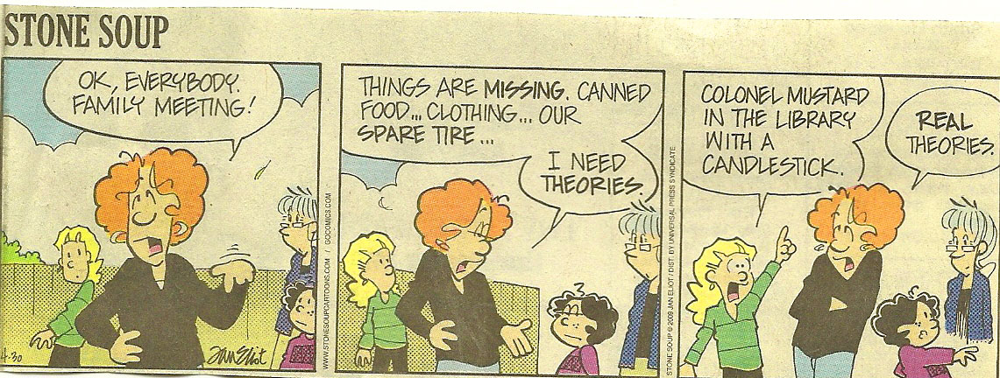 STONE SOUP
OK, EVERYBODY.
FAMILY MEETING!
4-30
Jan Eliot
WWW.STONESOUPCARTOONS.COM / GOCOMICS.COM
THINGS ARE MISSING. CANNED
FOOD... CLOTHING... OUR
SPARE TIRE...
I NEED
THEORIES.
STONE SOUP © 2009 JAN ELIOT / DIST. BY UNIVERSAL PRESS SYNDICATE
COLONEL MUSTARD
IN THE LIBRARY
WITH A
CANDLESTICK.
REAL
THEORIES.